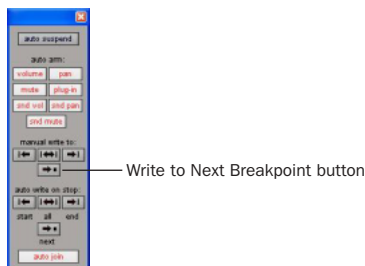 auto suspend
auto arm:
volume pan
mute plug-in
snd vol snd pan
snd mute
manual write to:
Write to Next Breakpoint button
auto write on stop:
start all end
next
auto join